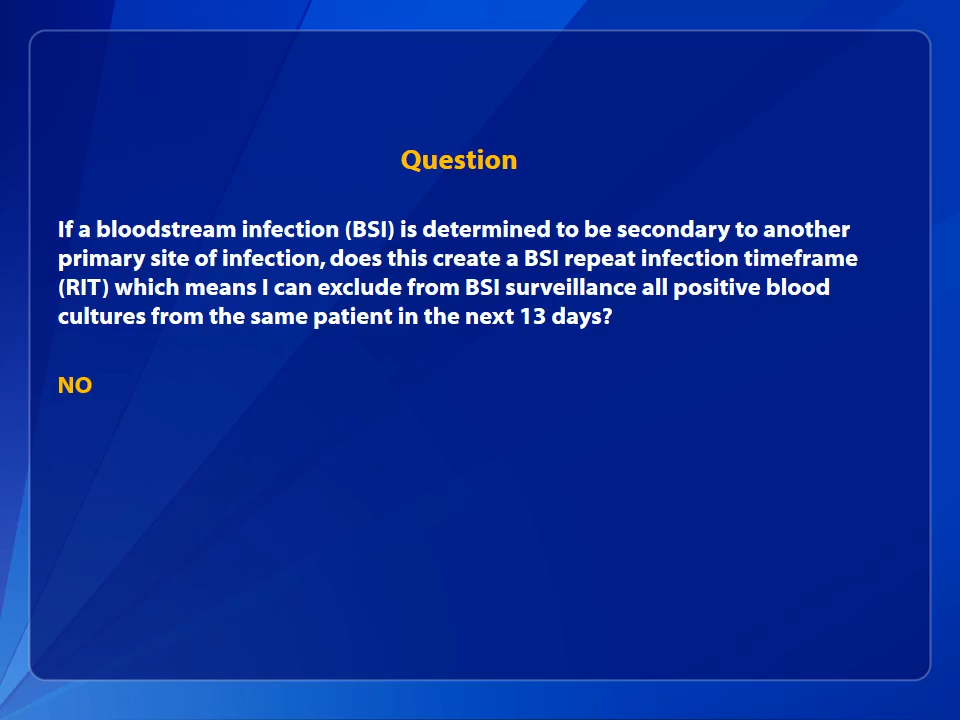 Question
If a bloodstream infection (BSI) is determined to be secondary to another
primary site of infection, does this create a BSI repeat infection timeframe
(RIT) which means I can exclude from BSI surveillance all positive blood
cultures from the same patient in the next 13 days?
NO